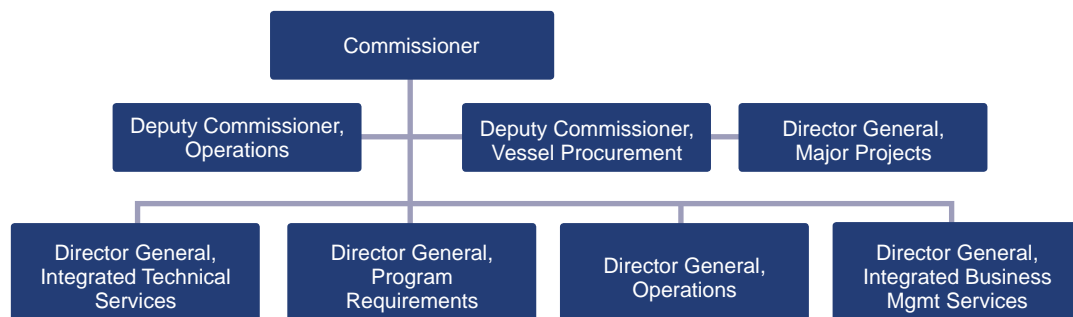 Commissioner
Deputy Commissioner,
Operations
Deputy Commissioner,
Vessel Procurement
Director General,
Major Projects
Director General,
Integrated Technical
Services
Director General,
Program
Requirements
Director General,
Operations
Director General,
Integrated Business
Mgmt Services